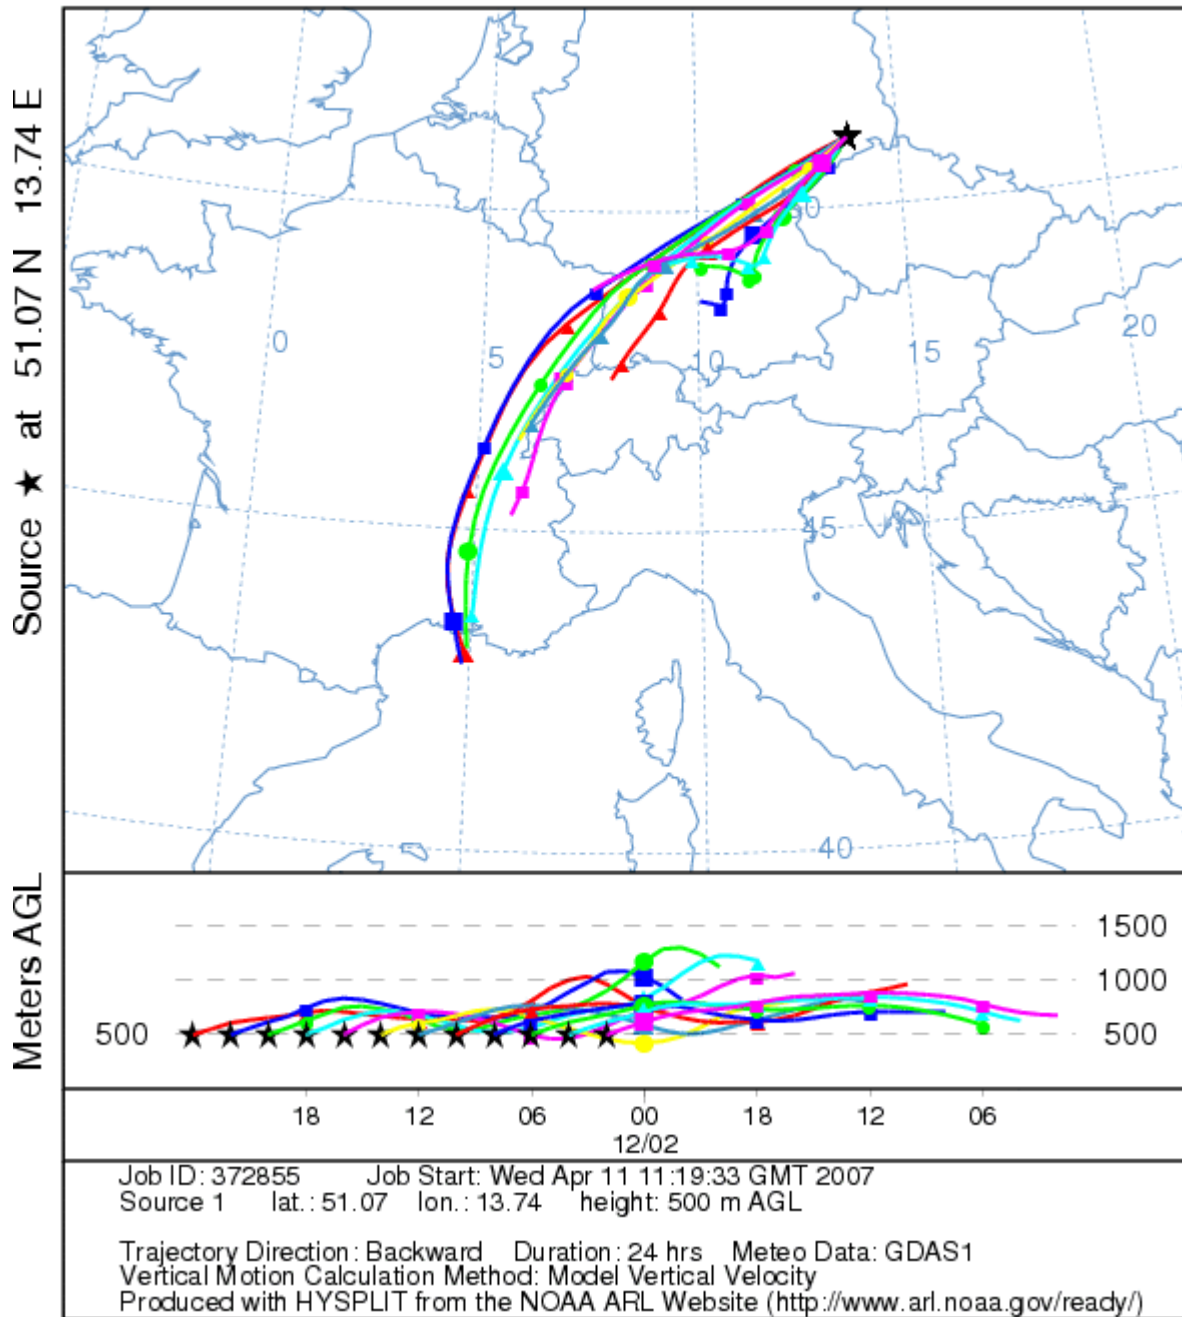 Source ★ at 51.07 N 13.74 E
0
5
10
15
20
45
40
Meters AGL
1500
1000
500
500
18 12 06 00 18 12 06
12/02
Job ID: 372855 Job Start: Wed Apr 11 11:19:33 GMT 2007
Source 1 lat.: 51.07 lon.: 13.74 height: 500 m AGL
Trajectory Direction: Backward Duration: 24 hrs Meteo Data: GDAS1
Vertical Motion Calculation Method: Model Vertical Velocity
Produced with HYSPLIT from the NOAA ARL Website (http://www.arl.noaa.gov/ready/)